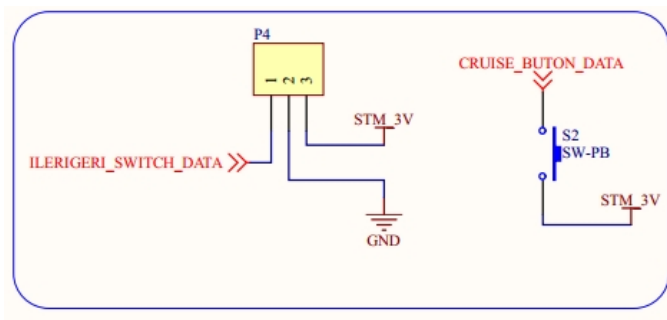 P4
1 2 3
STM_3V
ILERIGERI_SWITCH_DATA
GND
CRUISE_BUTON_DATA
S2
SW-PB
STM_3V